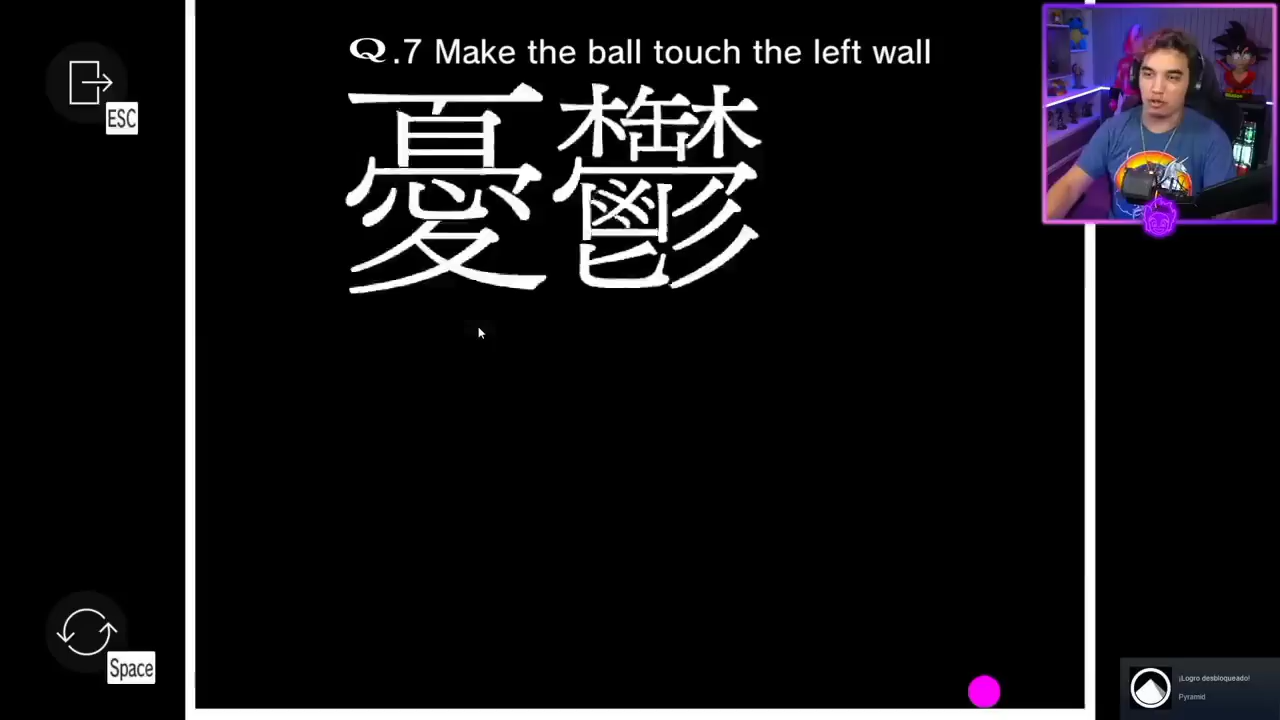 Q.7 Make the ball touch the left wall
憂鬱
ESC
Space
¡Logro desbloqueado!
Pyramid